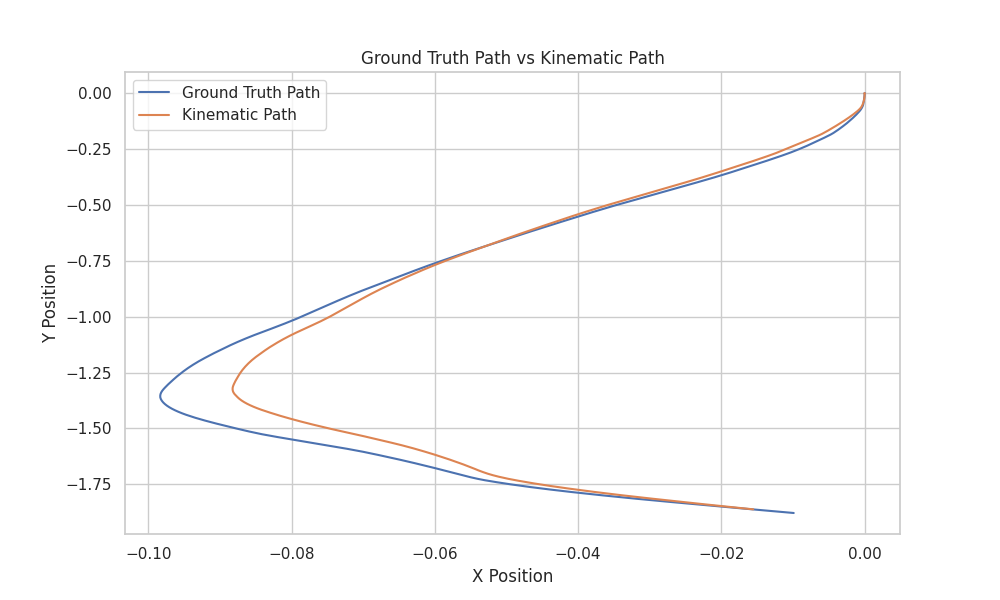 Ground Truth Path vs Kinematic Path
Ground Truth Path
Kinematic Path
Y Position
0.00
−0.25
−0.50
−0.75
−1.00
−1.25
−1.50
−1.75
−0.10 −0.08 −0.06 −0.04 −0.02 0.00
X Position